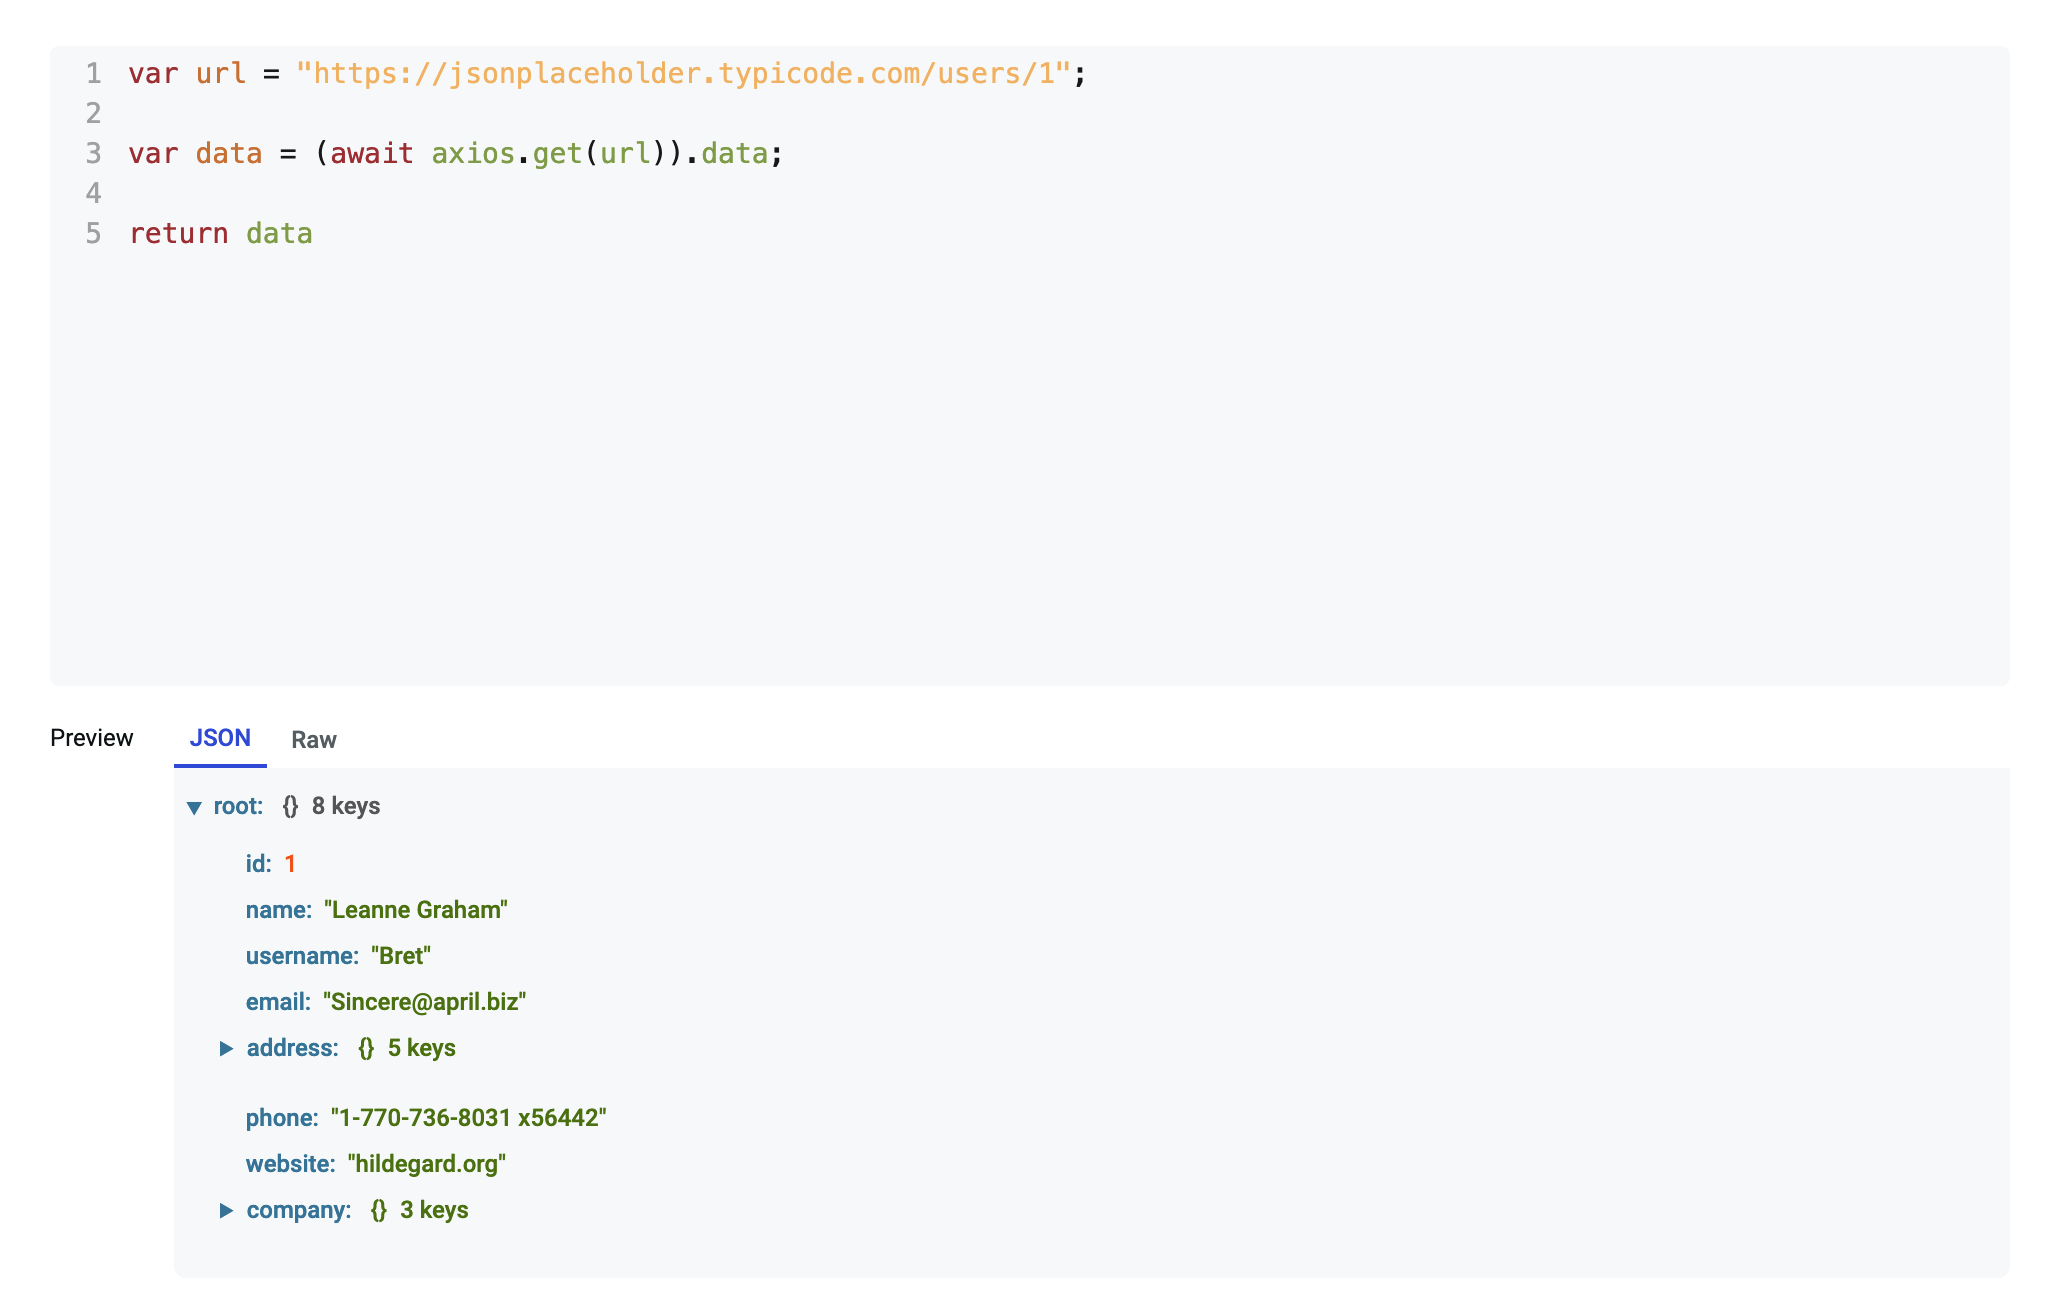 1 var url = "https://jsonplaceholder.typicode.com/users/1";
2
3 var data = (await axios.get(url)).data;
4
5 return data
Preview JSON Raw
▼ root: {} 8 keys
id: 1
name: "Leanne Graham"
username: "Bret"
email: "Sincere@april.biz"
▶ address: {} 5 keys
phone: "1-770-736-8031 x56442"
website: "hildegard.org"
▶ company: {} 3 keys